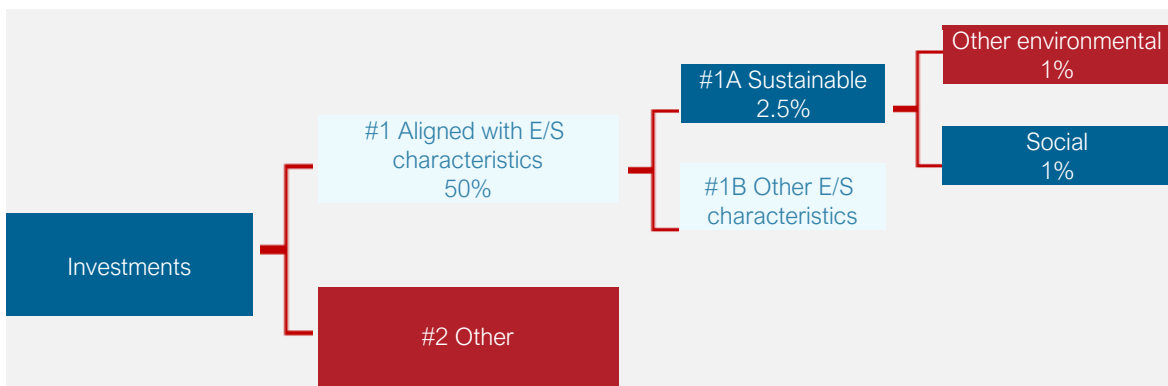 Investments
#1 Aligned with E/S
characteristics
50%
#2 Other
#1A Sustainable
2.5%
#1B Other E/S
characteristics
Other environmental
1%
Social
1%